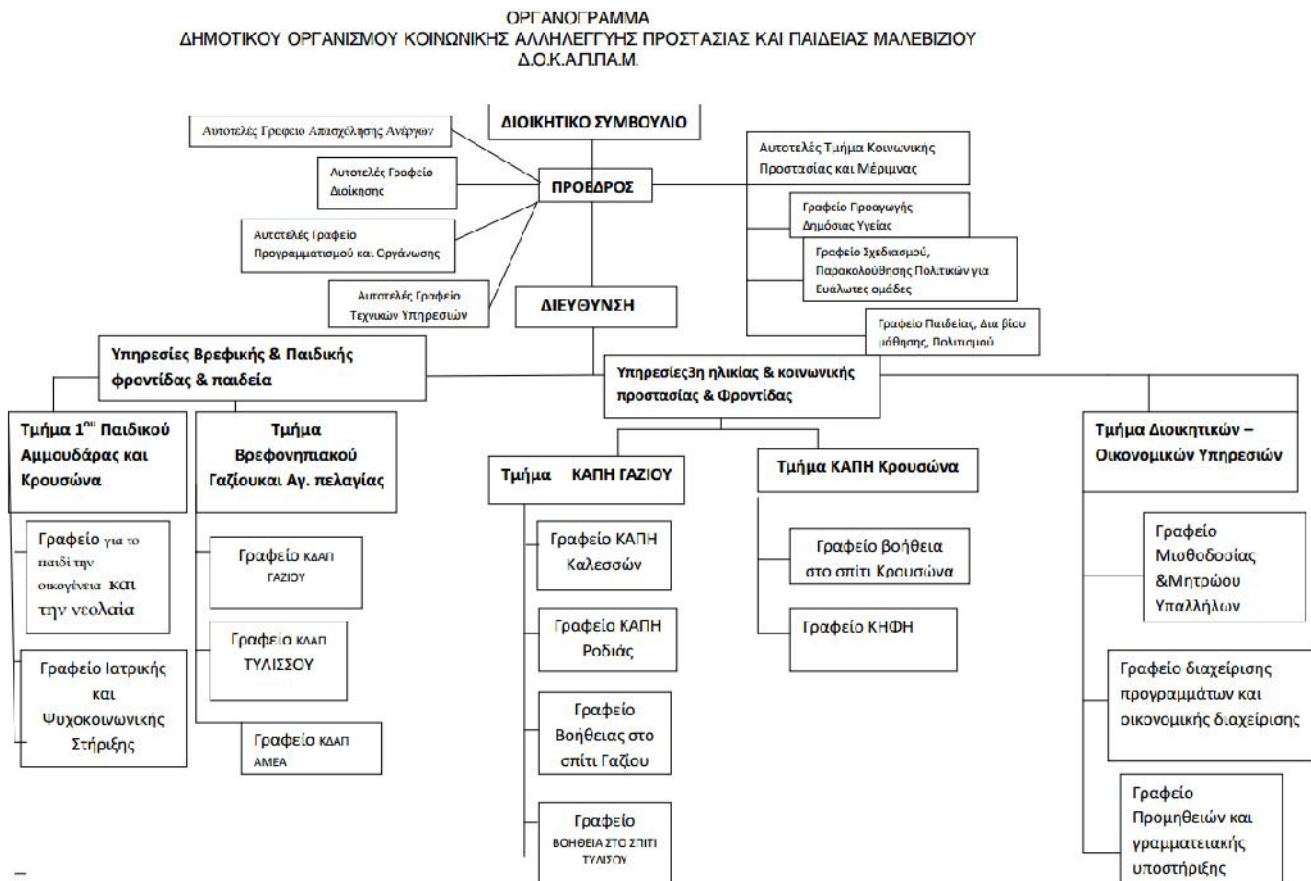 ΟΡΓΑΝΟΓΡΑΜΜΑ
ΔΗΜΟΤΙΚΟΥ ΟΡΓΑΝΙΣΜΟΥ ΚΟΙΝΩΝΙΚΗΣ ΑΛΛΗΛΕΓΓΥΗΣ ΠΡΟΣΤΑΣΙΑΣ ΚΑΙ ΠΑΙΔΕΙΑΣ ΜΑΛΕΒΙΖΙΟΥ
Δ.Ο.Κ.Α.Π.ΠΑ.Μ.
ΔΙΟΙΚΗΤΙΚΟ ΣΥΜΒΟΥΛΙΟ
Αυτοτελές Γραφειο Απασχόλησης Ανέργων
Αυτοτελές Γραφείο
Διοίκησης
ΠΡΟΕΔΡΟΣ
Αυτοτελές Τμήμα Κοινωνικής
Προστασίας και Μέριμνας
Αυτοτελές Γραφείο
Προγραμματισμού και Οργάνωσης
Γραφείο Προαγωγής
Δημόσιας Υγείας
Γραφείο Σχεδιασμού,
Παρακολούθησης Πολιτικών για
Ευάλωτες ομάδες
Αυτοτελές Γραφείο
Τεχνικών Υπηρεσιών
ΔΙΕΥΘΥΝΣΗ
Γραφείο Παιδείας, Δια βίου
μάθησης, Πολιτισμού
Υπηρεσίες Βρεφικής & Παιδικής
φροντίδας & παιδεία
Υπηρεσίες3η ηλικίας & κοινωνικής
προστασίας & Φροντίδας
Τμήμα 1ου Παιδικού
Αμμουδάρας και
Κρουσώνα
Τμήμα
Βρεφονηπιακού
Γαζίουκαι Αγ. πελαγίας
Τμήμα ΚΑΠΗ ΓΑΖΙΟΥ
Τμήμα ΚΑΠΗ Κρουσώνα
Τμήμα Διοικητικών –
Οικονομικών Υπηρεσιών
Γραφείο για το
παιδί την
οικογένεια και
την νεολαία
Γραφείο Ιατρικής
και
Ψυχοκοινωνικής
Στήριξης
Γραφείο ΚΔΑΠ
ΓΑΖΙΟΥ
Γραφείο ΚΔΑΠ
ΤΥΛΙΣΣΟΥ
Γραφείο ΚΔΑΠ
ΑΜΕΑ
Γραφείο ΚΑΠΗ
Καλεσσών
Γραφείο ΚΑΠΗ
Ροδιάς
Γραφείο
Βοήθειας στο
σπίτι Γαζίου
Γραφείο
ΒΟΗΘΕΙΑ ΣΤΟ ΣΠΙΤΙ
ΤΥΛΙΣΟΥ
Γραφείο βοήθεια
στο σπίτι Κρουσώνα
Γραφείο ΚΗΦΗ
Γραφείο
Μισθοδοσίας
&Μητρώου
Υπαλλήλων
Γραφείο διαχείρισης
προγραμμάτων και
οικονομικής διαχείρισης
Γραφείο
Προμηθειών και
γραμματειακής
υποστήριξης